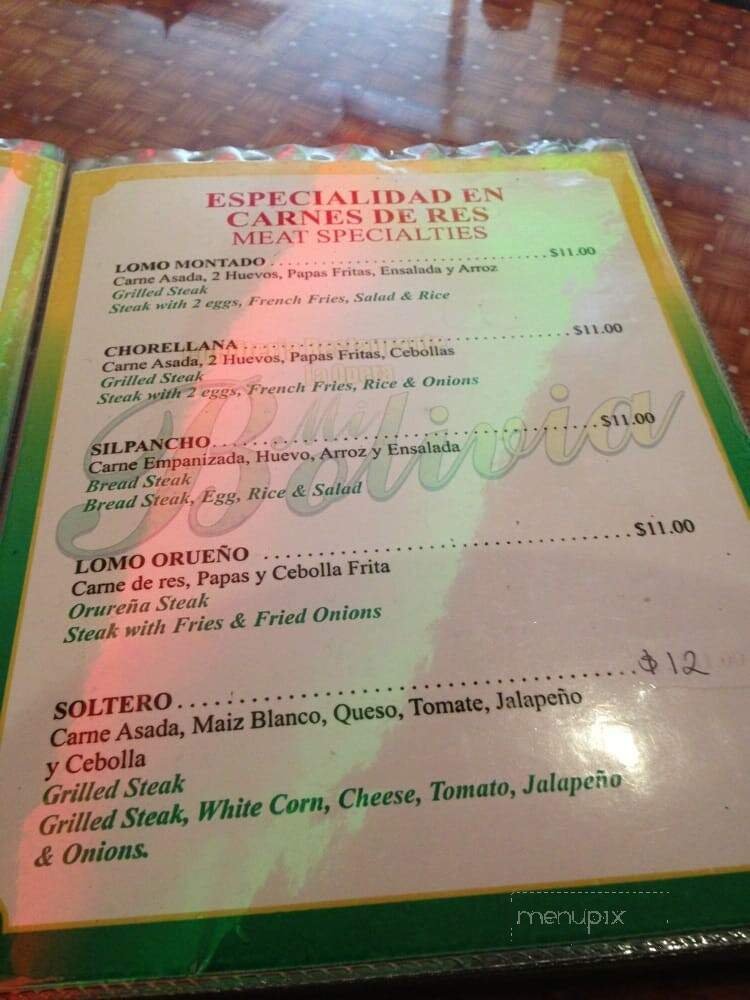 ESPECIALIDAD EN
CARNES DE RES
MEAT SPECIALTIES
LOMO MONTADO ........................................ $11.00
Carne Asada, 2 Huevos, Papas Fritas, Ensalada y Arroz
Grilled Steak
Steak with 2 eggs, French Fries, Salad & Rice
CHORELLANA ........................................ $11.00
Carne Asada, 2 Huevos, Papas Fritas, Cebollas
Grilled Steak
Steak with 2 eggs, French Fries, Rice & Onions
Mi
Bolivia
SILPANCHO ........................................ $11.00
Carne Empanizada, Huevo, Arroz y Ensalada
Bread Steak
Bread Steak, Egg, Rice & Salad
LOMO ORUEÑO ........................................ $11.00
Carne de res, Papas y Cebolla Frita
Orureña Steak
Steak with Fries & Fried Onions
SOLTERO ........................................ $12
Carne Asada, Maiz Blanco, Queso, Tomate, Jalapeño
y Cebolla
Grilled Steak
Grilled Steak, White Corn, Cheese, Tomato, Jalapeño
& Onions.
menupix